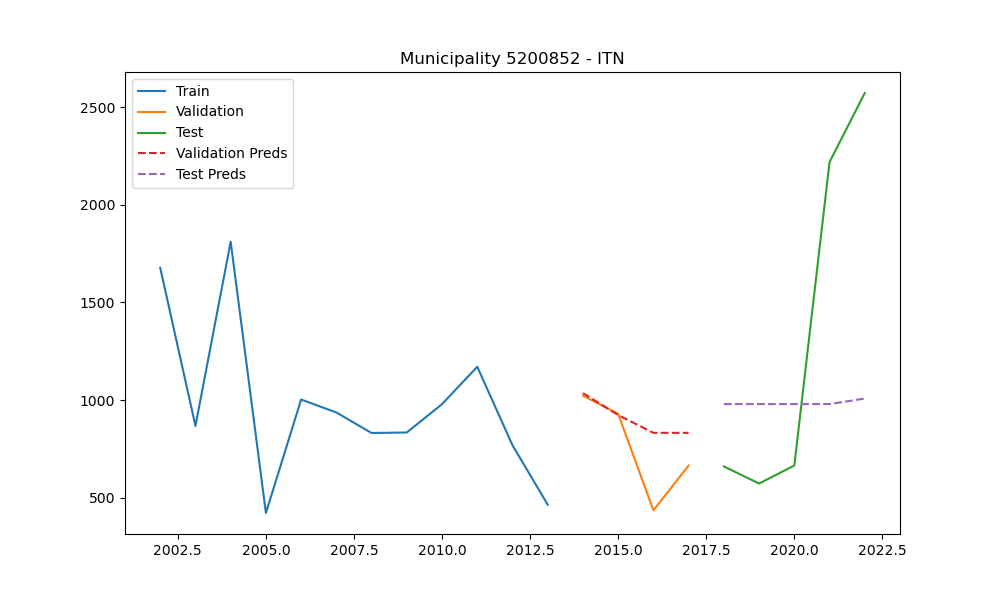 Municipality 5200852 - ITN
Train
Validation
Test
Validation Preds
Test Preds
2500
2000
1500
1000
500
2002.5 2005.0 2007.5 2010.0 2012.5 2015.0 2017.5 2020.0 2022.5